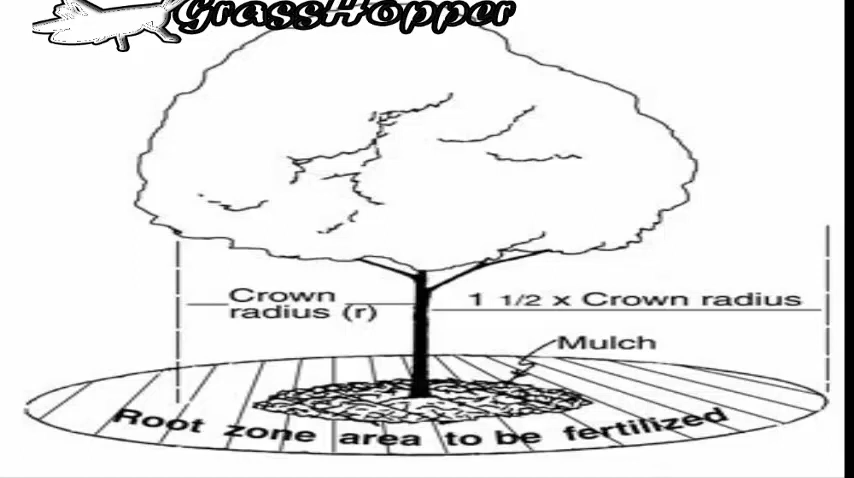 GrassHopper
Crown
radius (r)
1 1/2 x Crown radius
Mulch
Root zone area to be fertilized